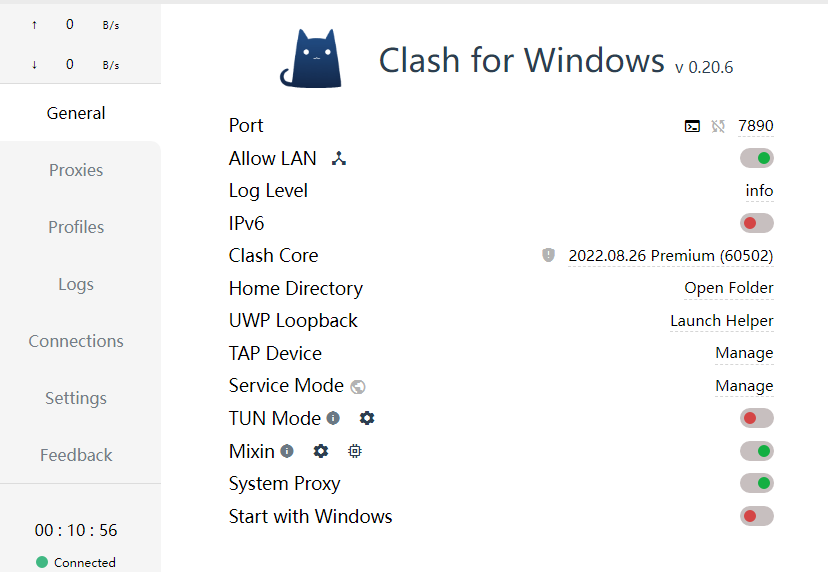 ↑ 0 B/s
↓ 0 B/s
General
Proxies
Profiles
Logs
Connections
Settings
Feedback
00 : 10 : 56
Connected
Clash for Windows v 0.20.6
Port 7890
Allow LAN
Log Level info
IPv6
Clash Core 2022.08.26 Premium (60502)
Home Directory Open Folder
UWP Loopback Launch Helper
TAP Device Manage
Service Mode Manage
TUN Mode
Mixin
System Proxy
Start with Windows